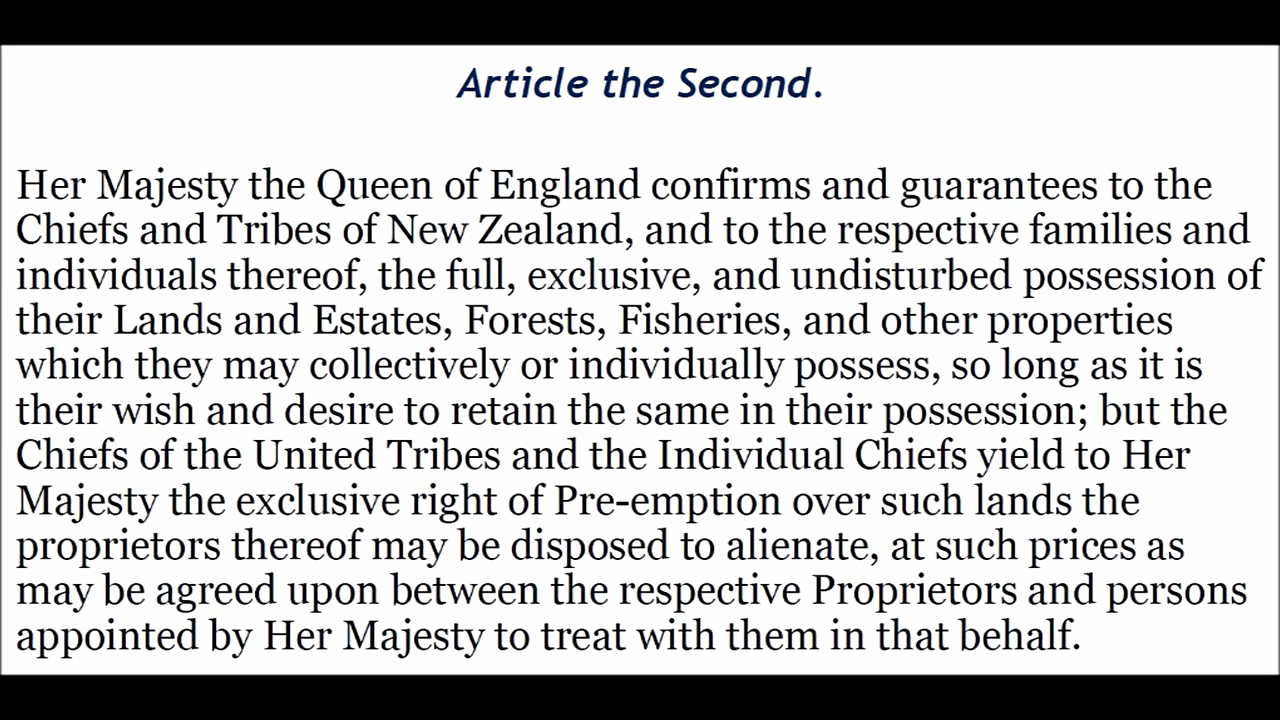 Article the Second.
Her Majesty the Queen of England confirms and guarantees to the
Chiefs and Tribes of New Zealand, and to the respective families and
individuals thereof, the full, exclusive, and undisturbed possession of
their Lands and Estates, Forests, Fisheries, and other properties
which they may collectively or individually possess, so long as it is
their wish and desire to retain the same in their possession; but the
Chiefs of the United Tribes and the Individual Chiefs yield to Her
Majesty the exclusive right of Pre-emption over such lands the
proprietors thereof may be disposed to alienate, at such prices as
may be agreed upon between the respective Proprietors and persons
appointed by Her Majesty to treat with them in that behalf.